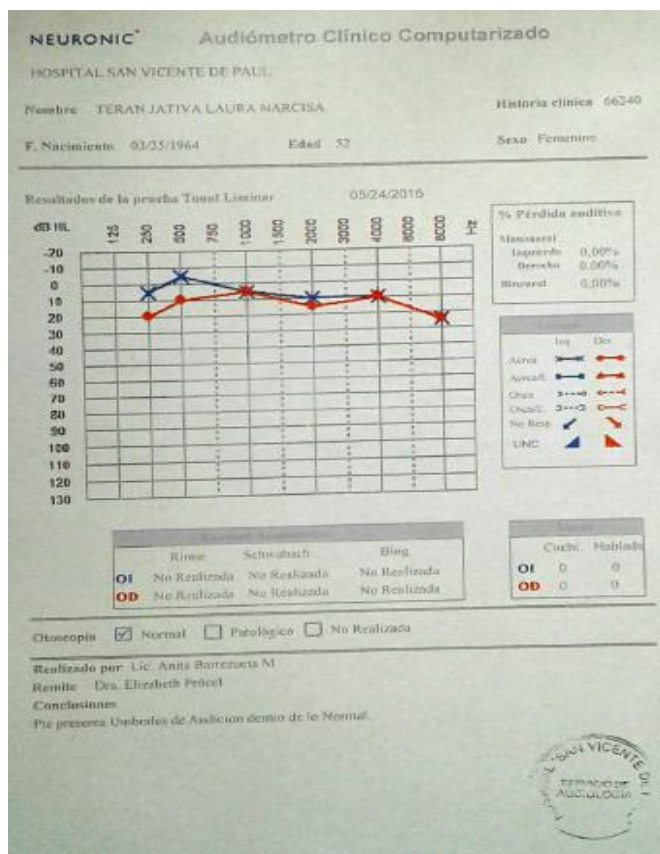 NEURONIC Audiómetro Clínico Computarizado
HOSPITAL SAN VICENTE DE PAUL
Nombre TERAN JATIVA LAURA NARCISA Historia clínica 66240
F. Nacimiento 03/25/1964 Edad 52 Sexo Femenino
Resultados de la prueba Tonal Liminar 05/24/2016
dB HL 125 250 500 750 1000 1500 2000 3000 4000 6000 8000 Hz
-20
-10
0
10
20
30
40
50
60
70
80
90
100
110
120
130
% Pérdida auditiva
Monoaural
Izquierdo 0,00%
Derecho 0,00%
Binaural 0,00%
Izq. Der.
Aérea
Osea
No Resp
UNC
Rinne Schwabach Bing
OI No Realizada No Realizada No Realizada
OD No Realizada No Realizada No Realizada
Cuchi. Hablada
OI 0 0
OD 0 0
Otoscopia Normal Patológico No Realizada
Realizado por Lic. Anita Barrezueta M
Remite Dra. Elizabeth
Conclusiones
Pte presenta Umbrales de Audicion dentro de lo Normal.
SAN VICENTE DE
SERVICIO DE
AUDIOLOGIA